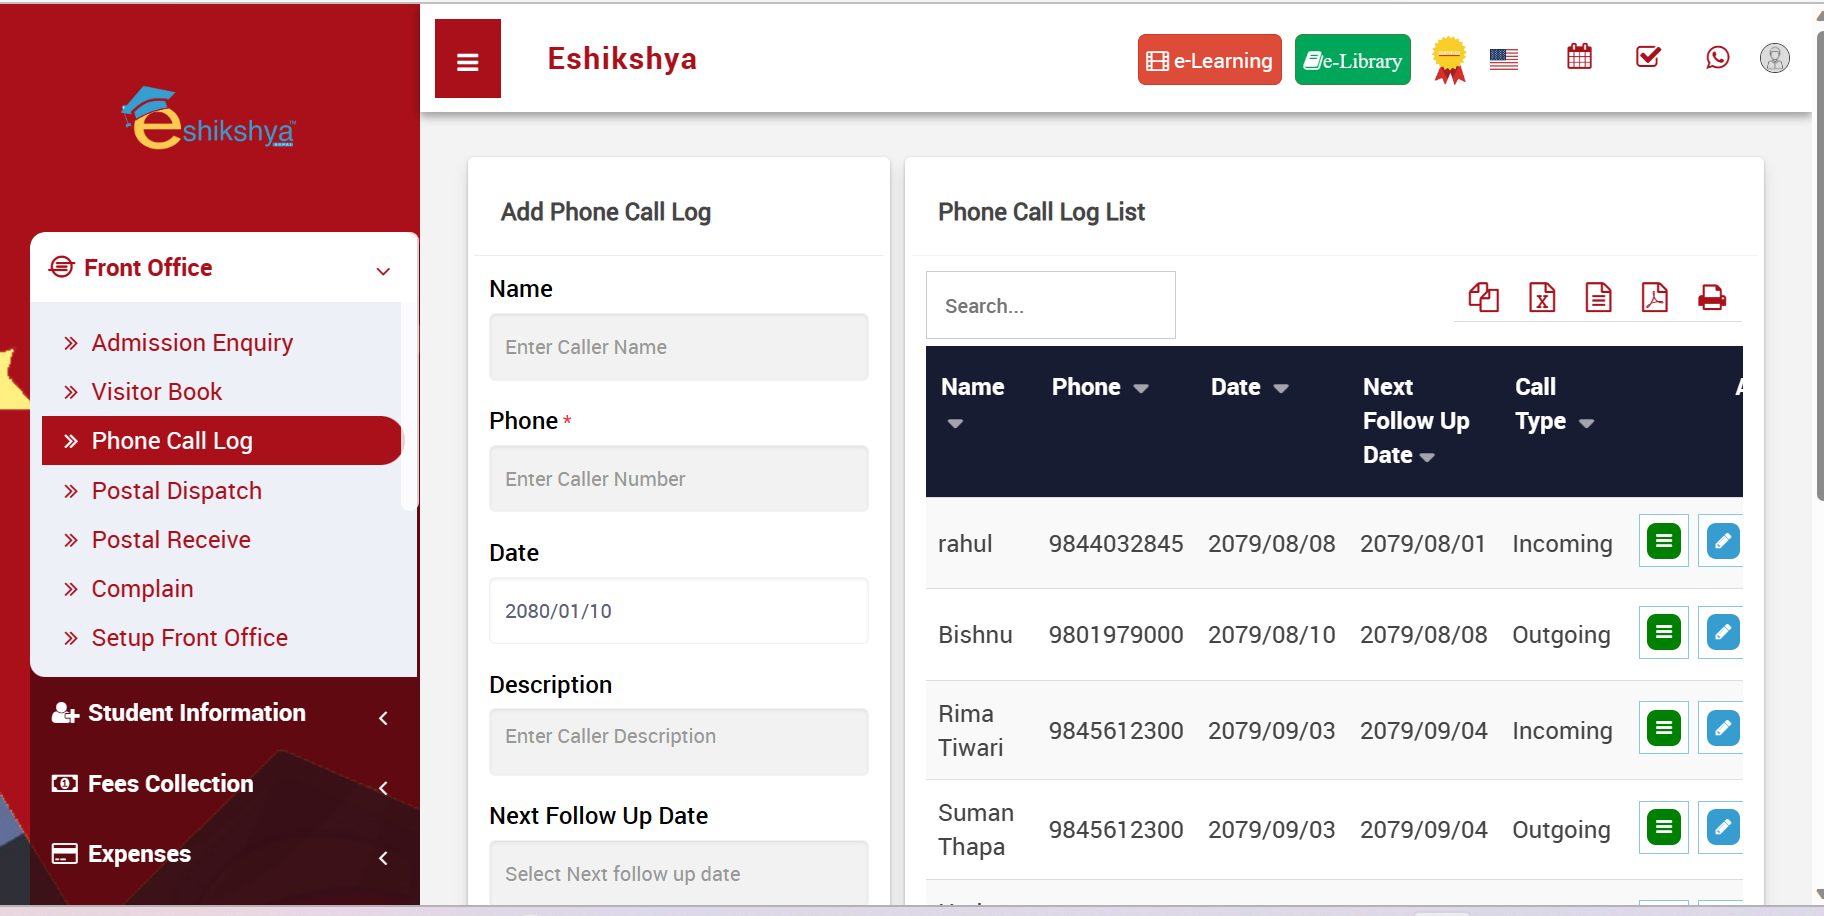 eshikshya
Front Office
Admission Enquiry
Visitor Book
Phone Call Log
Postal Dispatch
Postal Receive
Complain
Setup Front Office
Student Information
Fees Collection
Expenses
Eshikshya
e-Learning
e-Library
Add Phone Call Log
Name
Enter Caller Name
Phone *
Enter Caller Number
Date
2080/01/10
Description
Enter Caller Description
Next Follow Up Date
Select Next follow up date
Phone Call Log List
Search...
Name Phone Date Next Call
Follow Up Type
Date
rahul 9844032845 2079/08/08 2079/08/01 Incoming
Bishnu 9801979000 2079/08/10 2079/08/08 Outgoing
Rima
Tiwari 9845612300 2079/09/03 2079/09/04 Incoming
Suman
Thapa 9845612300 2079/09/03 2079/09/04 Outgoing